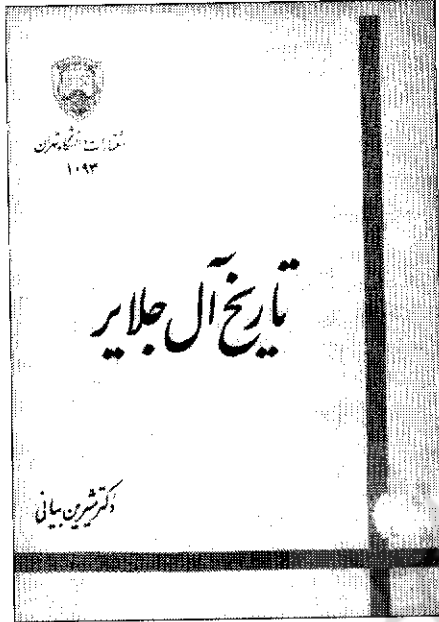 انتشارات دانشگاه تهران
۱۰۹۳
تاریخ آل جلایر
دکتر شیرین بیانی